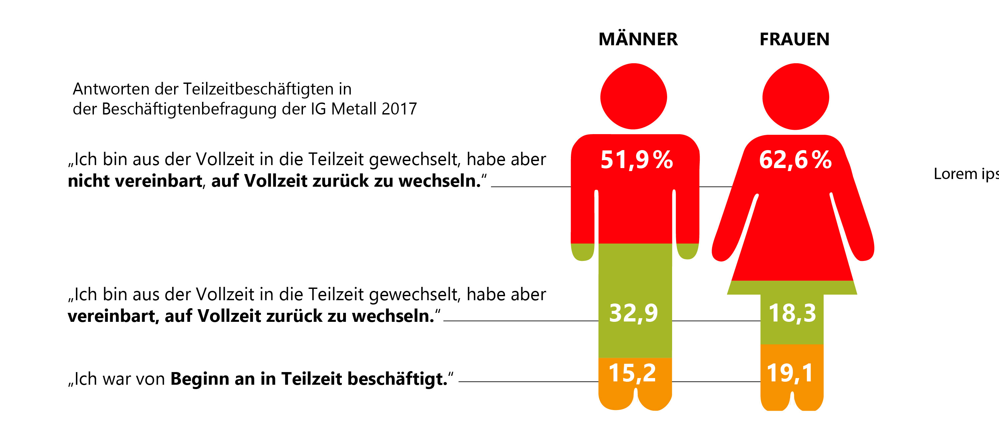 MÄNNER FRAUEN
Antworten der Teilzeitbeschäftigten in
der Beschäftigtenbefragung der IG Metall 2017
„Ich bin aus der Vollzeit in die Teilzeit gewechselt, habe aber
nicht vereinbart, auf Vollzeit zurück zu wechseln.“
51,9 % 62,6 %
Lorem ips
„Ich bin aus der Vollzeit in die Teilzeit gewechselt, habe aber
vereinbart, auf Vollzeit zurück zu wechseln.“
32,9 18,3
„Ich war von Beginn an in Teilzeit beschäftigt.“
15,2 19,1